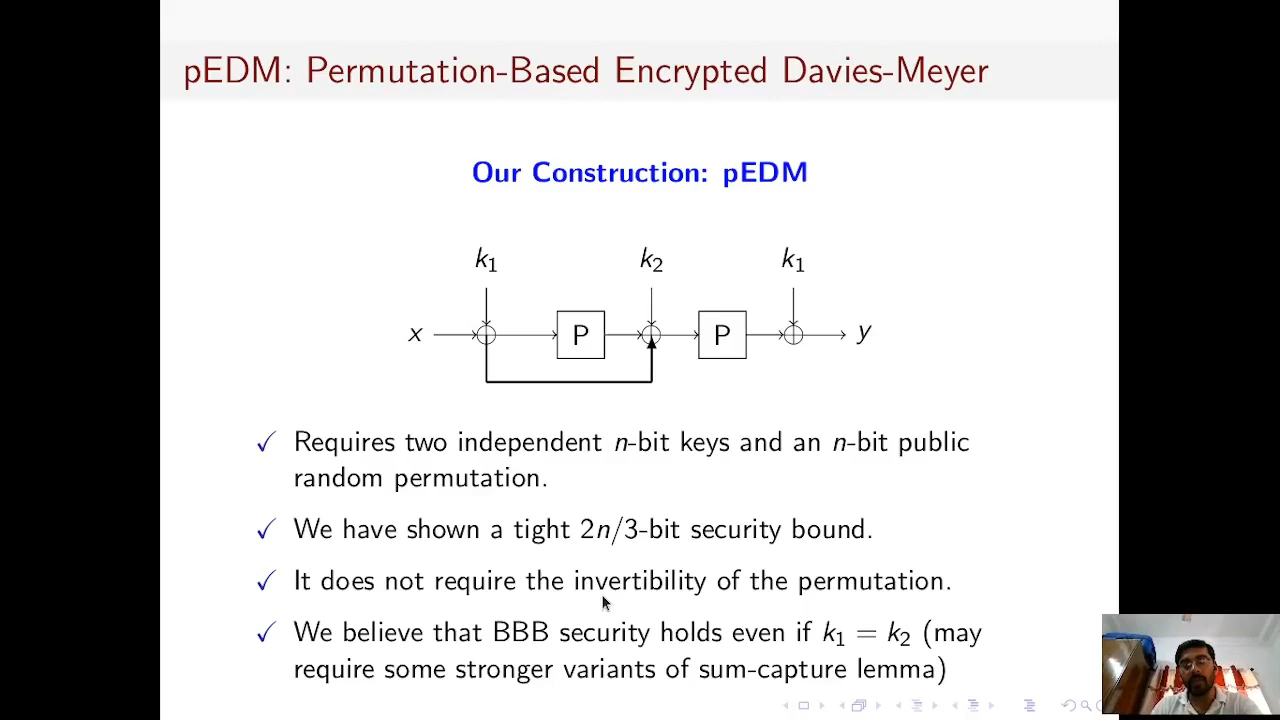 pEDM: Permutation-Based Encrypted Davies-Meyer
Our Construction: pEDM
k₁ k₂ k₁
x P P y
✓ Requires two independent n-bit keys and an n-bit public
random permutation.
✓ We have shown a tight 2n/3-bit security bound.
✓ It does not require the invertibility of the permutation.
✓ We believe that BBB security holds even if k₁ = k₂ (may
require some stronger variants of sum-capture lemma)